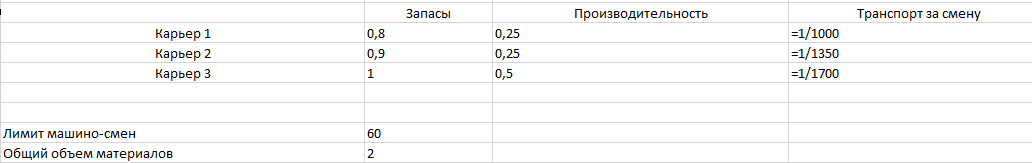 Запасы Производительность Транспорт за смену
Карьер 1 0,8 0,25 =1/1000
Карьер 2 0,9 0,25 =1/1350
Карьер 3 1 0,5 =1/1700
Лимит машино-смен 60
Общий объем материалов 2